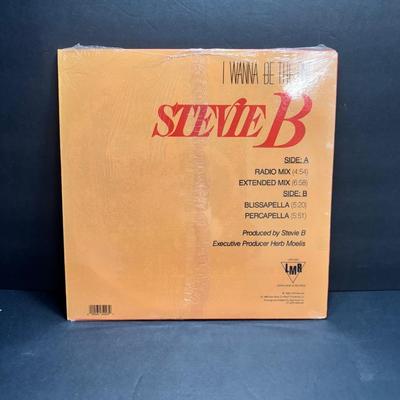 I WANNA BE THE
STEVIE B
SIDE: A
RADIO MIX (4:54)
EXTENDED MIX (6:58)
SIDE: B
BLISSAPELLA (5:20)
PERCAPELLA (5:51)
Produced by Stevie B
Executive Producer Herb Moelis
LMR